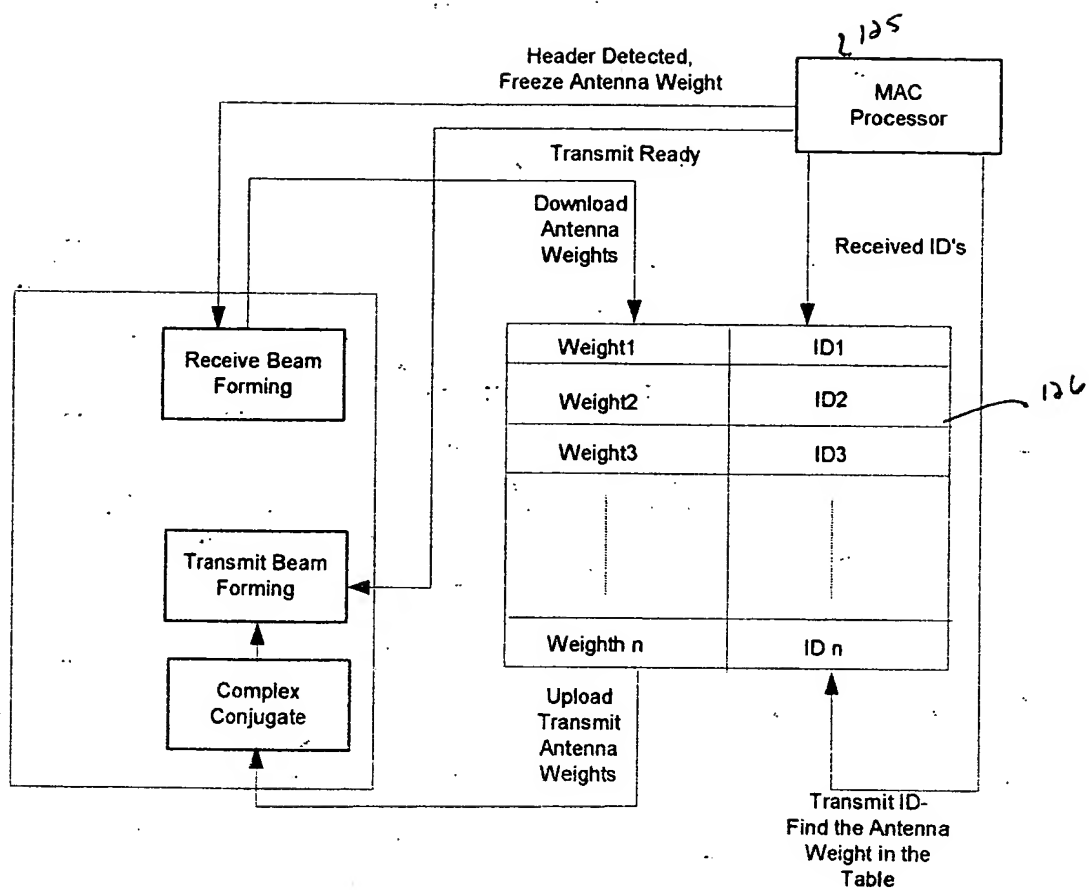 125
Header Detected,
Freeze Antenna Weight
MAC
Processor
Transmit Ready
Download
Antenna
Weights
Received ID's
Receive Beam
Forming
Weight1
ID1
Weight2
ID2
126
Weight3
ID3
Transmit Beam
Forming
Weighth n
ID n
Complex
Conjugate
Upload
Transmit
Antenna
Weights
Transmit ID-
Find the Antenna
Weight in the
Table